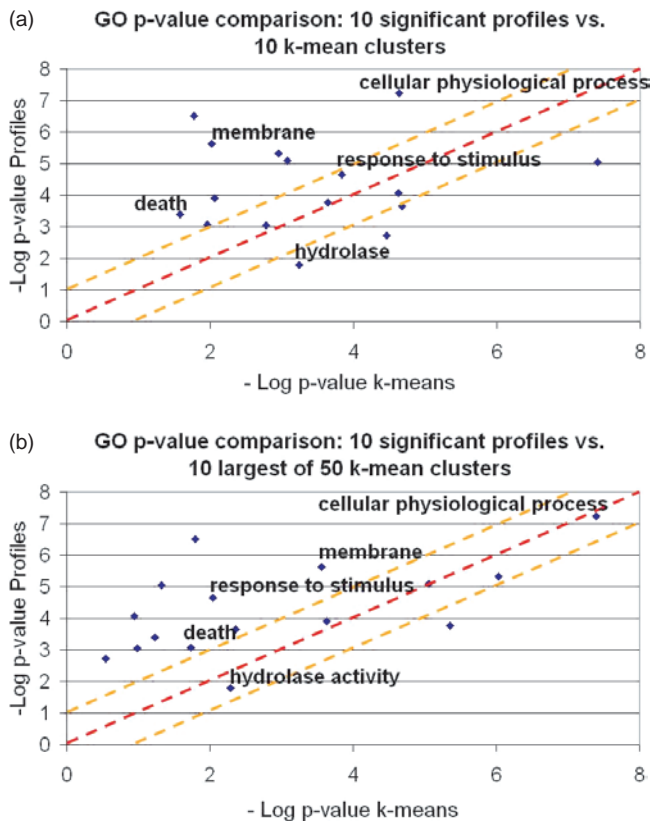 (a)
GO p-value comparison: 10 significant profiles vs.
10 k-mean clusters
-Log p-value Profiles
8
7
6
5
4
3
2
1
0
cellular physiological process
membrane
response to stimulus
death
hydrolase
0 2 4 6 8
- Log p-value k-means
(b)
GO p-value comparison: 10 significant profiles vs.
10 largest of 50 k-mean clusters
-Log p-value Profiles
8
7
6
5
4
3
2
1
0
cellular physiological process
membrane
response to stimulus
death
hydrolase activity
0 2 4 6 8
- Log p-value k-means